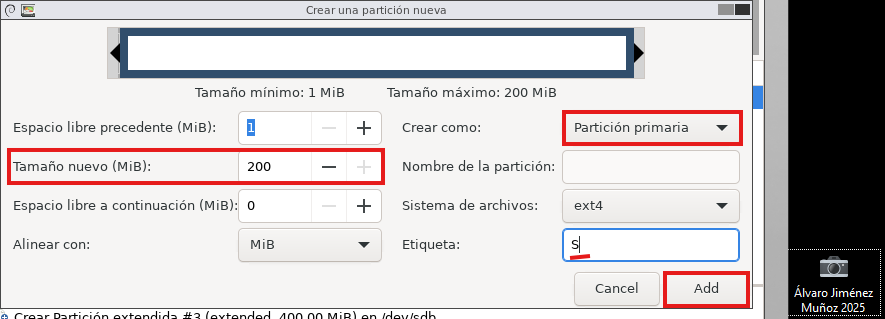 Crear una partición nueva
Tamaño mínimo: 1 MiB Tamaño máximo: 200 MiB
Espacio libre precedente (MiB): 1 Crear como: Partición primaria
Tamaño nuevo (MiB): 200 Nombre de la partición:
Espacio libre a continuación (MiB): 0 Sistema de archivos: ext4
Alinear con: MiB Etiqueta: S
Cancel Add
Álvaro Jiménez
Muñoz 2025
Crear Partición extendida #3 (extended, 400.00 MiB) en /dev/sdb